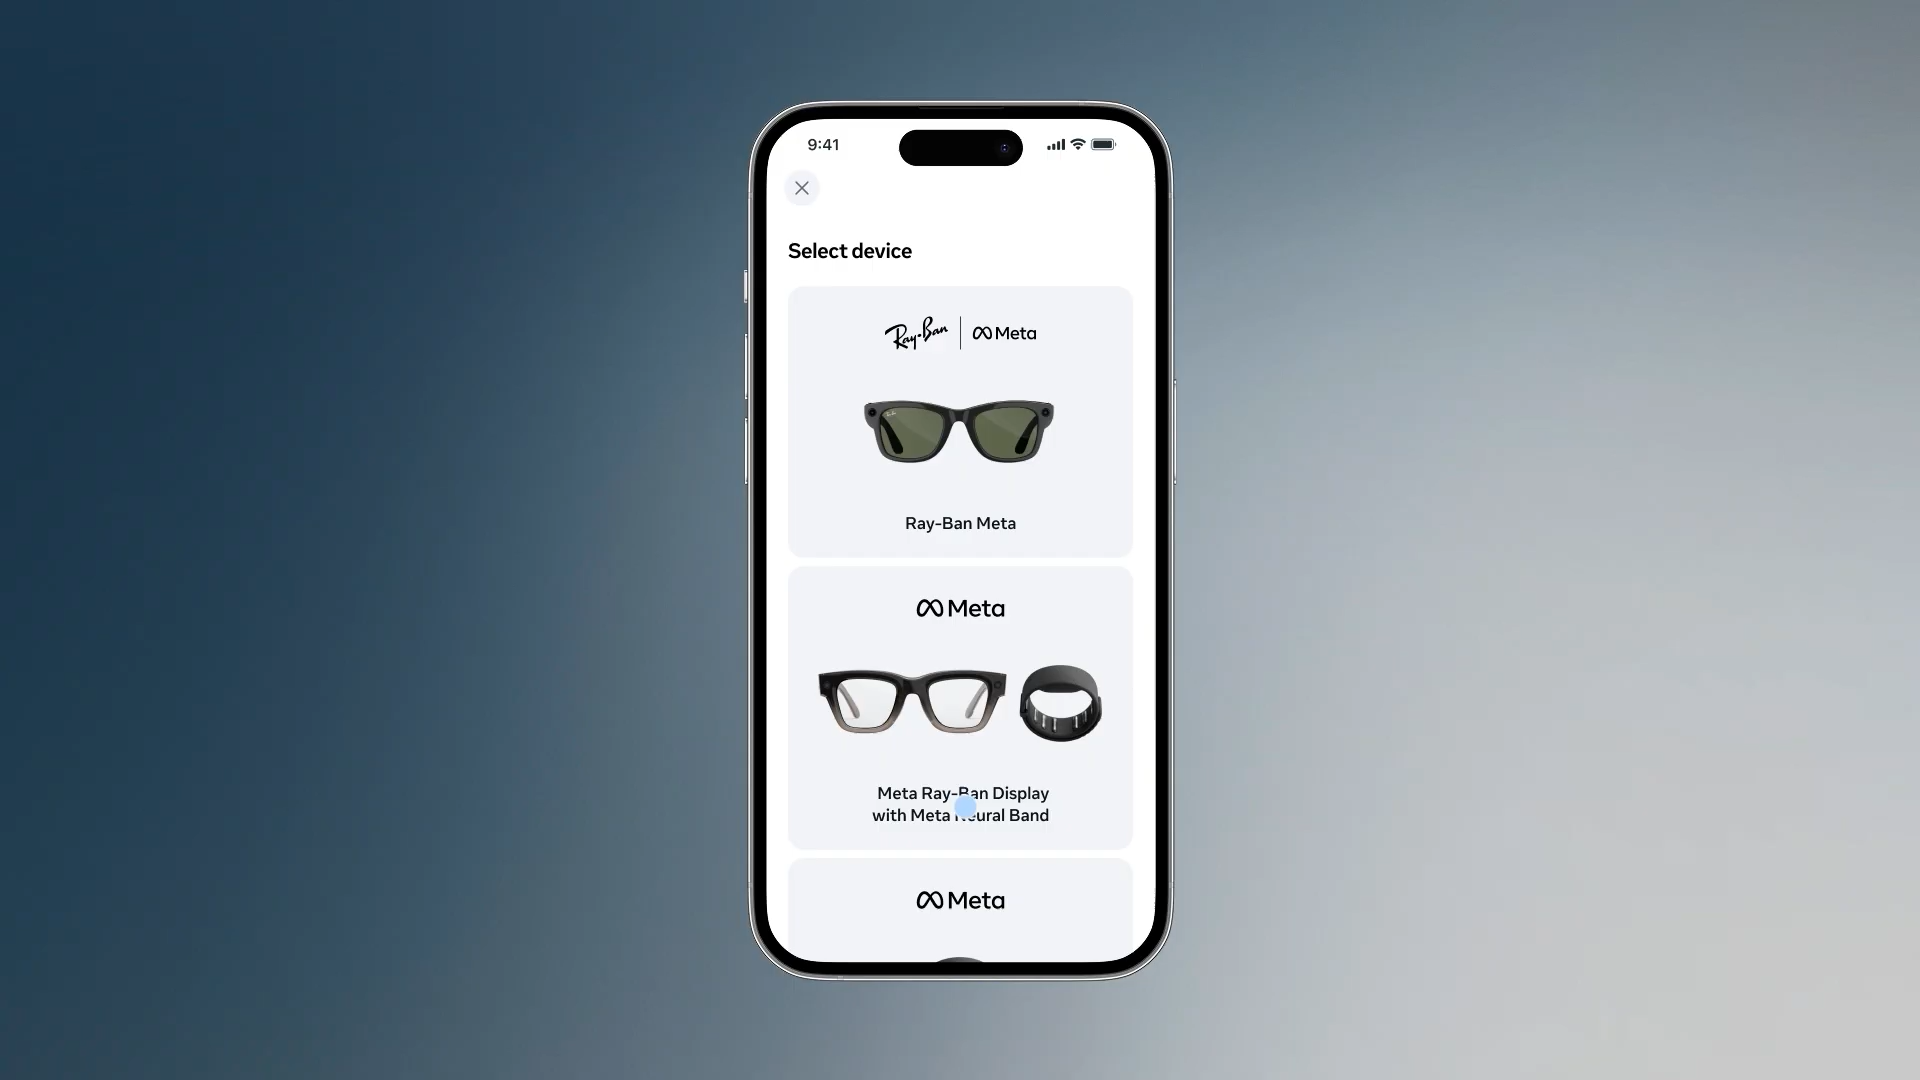 9:41
Select device
Ray-Ban Meta
Ray-Ban Meta
Meta
Meta Ray-Ban Display
with Meta Neural Band
Meta